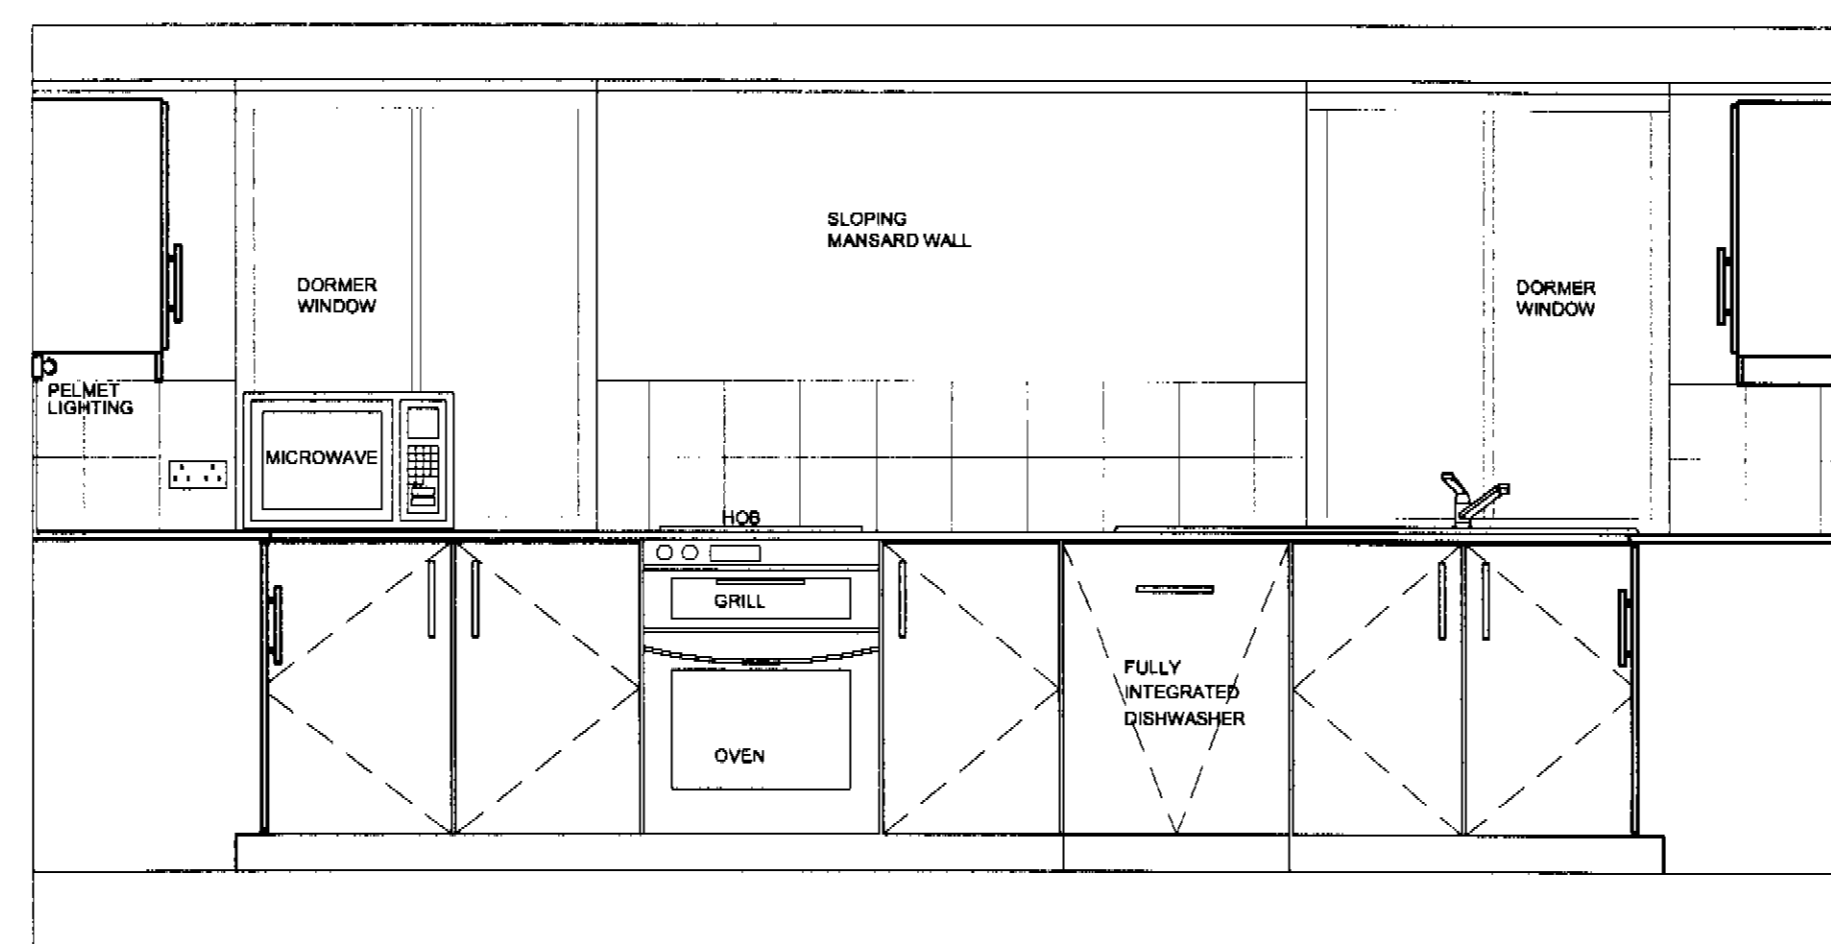 SLOPING
MANSARD WALL
DORMER
WINDOW
DORMER
WINDOW
PELMET
LIGHTING
MICROWAVE
HOB
GRILL
FULLY
INTEGRATED
DISHWASHER
OVEN